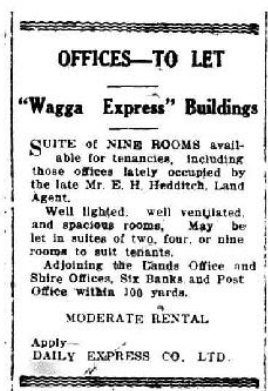 OFFICES—TO LET
"Wagga Express" Buildings
SUITE of NINE ROOMS avail-
able for tenancies, including
those offices lately occupied by
the late Mr. E. H. Hedditch, Land
Agent.
Well lighted, well ventilated,
and spacious rooms, May be
let in suites of two, four, or nine
rooms to suit tenants.
Adjoining the Lands Office and
Shire Offices, Six Banks and Post
Office within 100 yards.
MODERATE RENTAL
Apply—
DAILY EXPRESS CO. LTD.